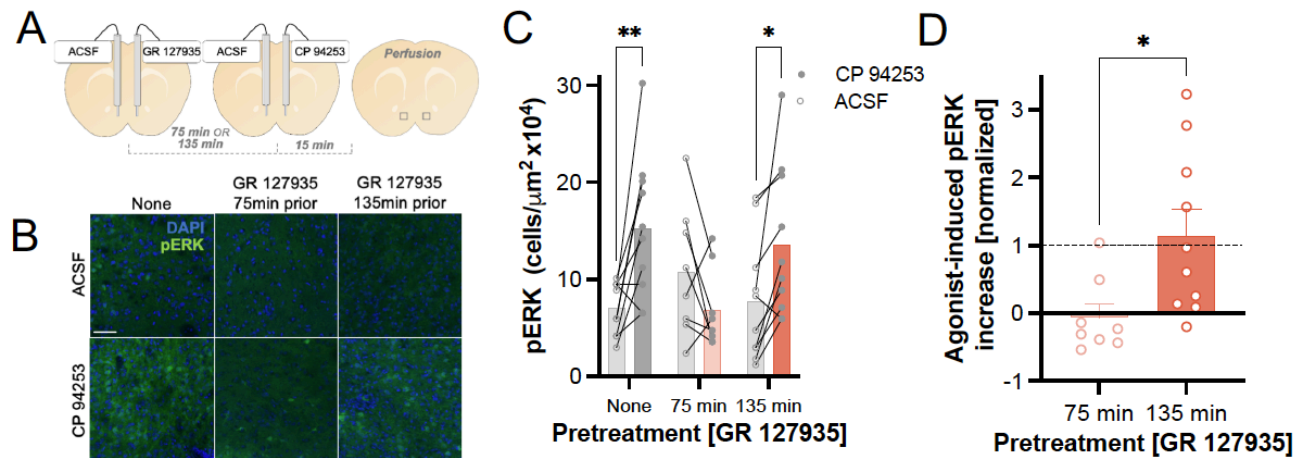 A
ACSF
GR 127935
ACSF
CP 94253
Perfusion
75 min OR
135 min
15 min
B
None
GR 127935
75min prior
GR 127935
135min prior
ACSF
CP 94253
DAPI
pERK
C
**
*
CP 94253
ACSF
pERK (cells/μm² x10⁴)
30
20
10
0
None
75 min
135 min
Pretreatment [GR 127935]
D
*
Agonist-induced pERK
increase [normalized]
3
2
1
0
-1
75 min
135 min
Pretreatment [GR 127935]